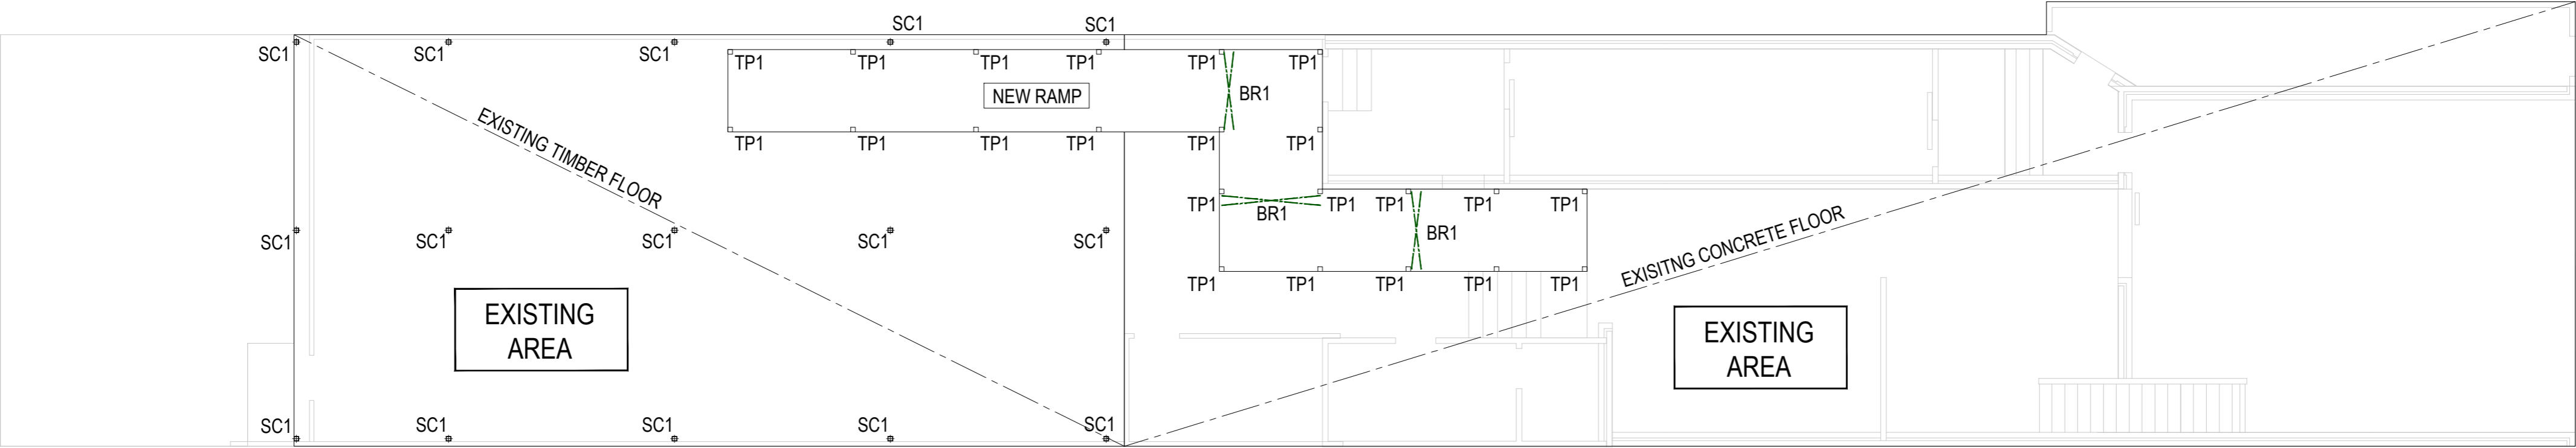 SC1
SC1
SC1
SC1
SC1
TP1
TP1
TP1
TP1
TP1
TP1
NEW RAMP
BR1
EXISTING TIMBER FLOOR
TP1
TP1
TP1
TP1
TP1
TP1
TP1
TP1
TP1
TP1
TP1
BR1
BR1
SC1
SC1
SC1
SC1
SC1
EXISITNG CONCRETE FLOOR
TP1
TP1
TP1
TP1
TP1
EXISTING
AREA
EXISTING
AREA
SC1
SC1
SC1
SC1
SC1